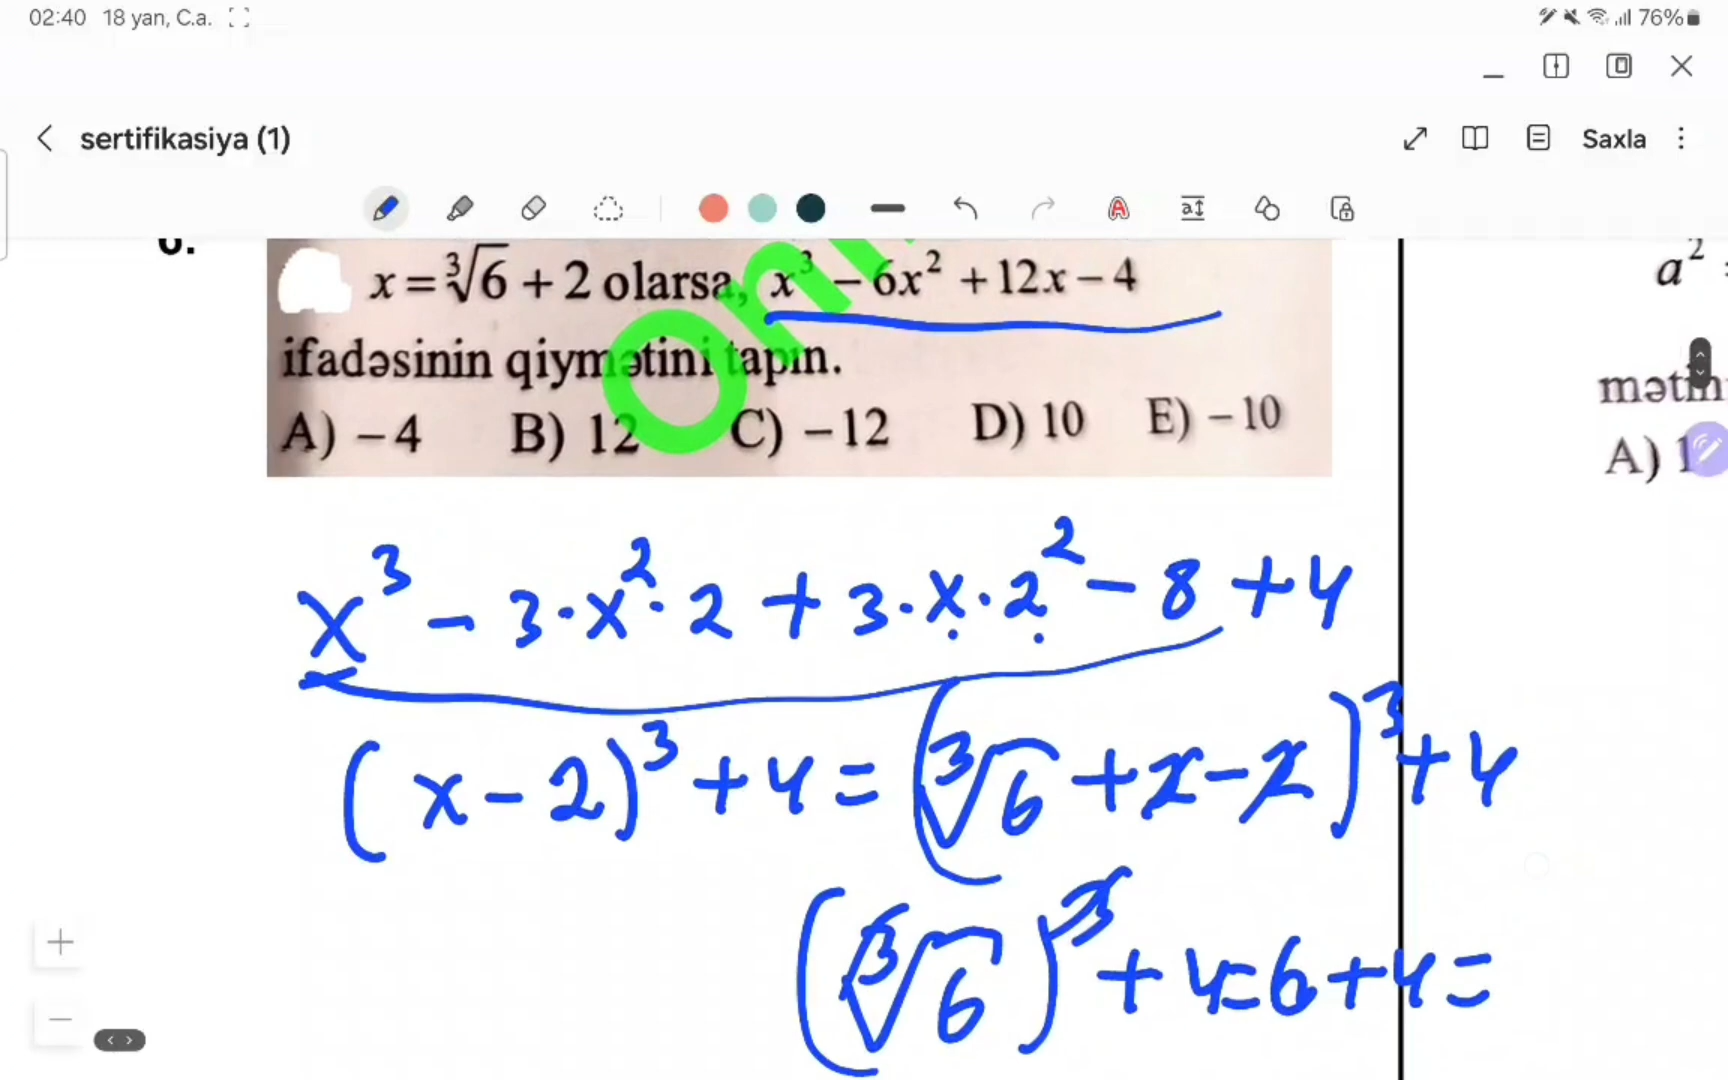 02:40 18 yan, C.a. 76%
sertifikasiya (1) Saxla
6.
x = ∛6 + 2 olarsa, x³ – 6x² + 12x – 4
ifadəsinin qiymətini tapın.
A) – 4 B) 12 C) – 12 D) 10 E) – 10
a²
mətin
A) 1
x³ - 3·x²·2 + 3·x·2² - 8 + 4
(x - 2)³ + 4 = (∛6 + 2 - 2)³ + 4
(∛6)³ + 4 = 6 + 4 =